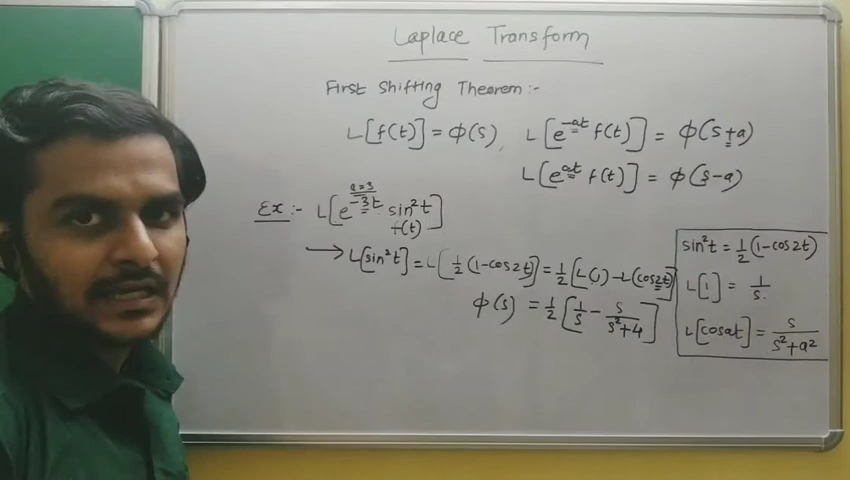 Laplace Transform
First Shifting Theorem :-
L[f(t)] = ϕ(s), L[e^-at f(t)] = ϕ(s+a)
L[e^at f(t)] = ϕ(s-a)
a=3
Ex :- L[e^-3t sin²t]
f(t)
→ L[sin²t] = L[½(1-cos2t] = ½[L(1) - L(cos2t)]
ϕ(s) = ½[1/s - s/s²+4]
sin²t = ½(1-cos2t)
L[1] = 1/s.
L[cosat] = s/s²+a²